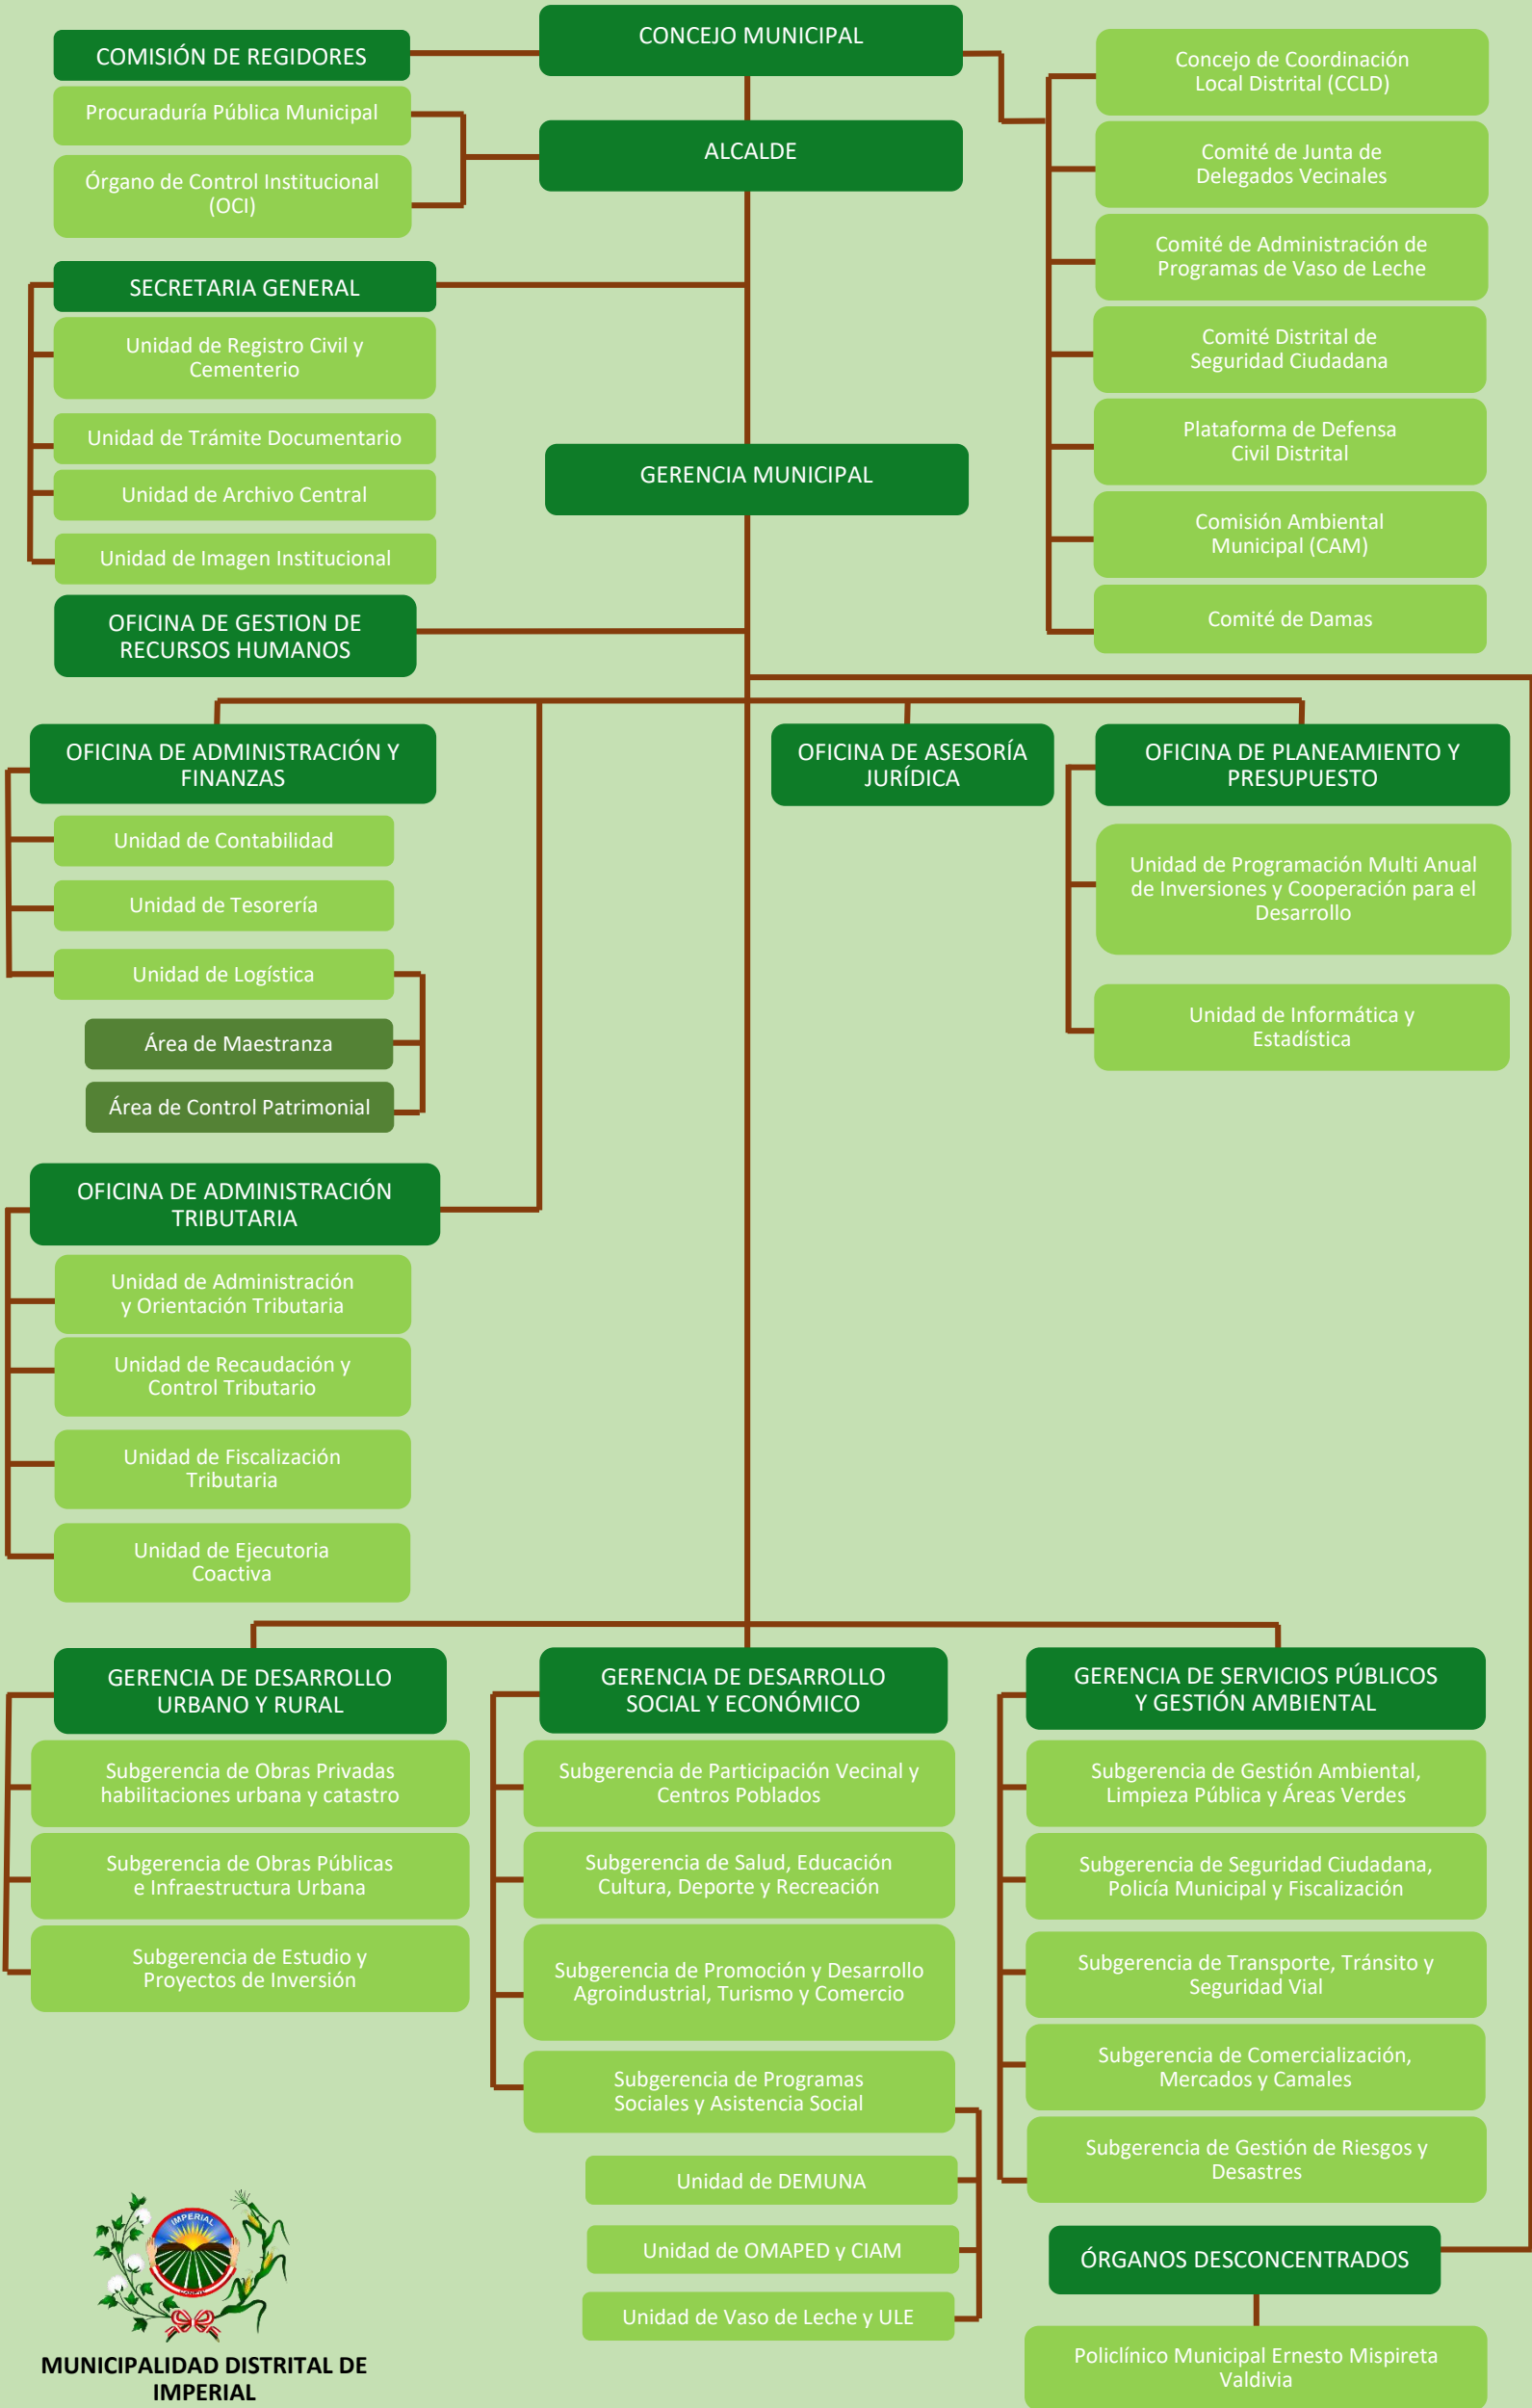 CONCEJO MUNICIPAL
COMISIÓN DE REGIDORES
Procuraduría Pública Municipal
Órgano de Control Institucional
(OCI)
ALCALDE
Concejo de Coordinación
Local Distrital (CCLD)
Comité de Junta de
Delegados Vecinales
Comité de Administración de
Programas de Vaso de Leche
Comité Distrital de
Seguridad Ciudadana
Plataforma de Defensa
Civil Distrital
Comisión Ambiental
Municipal (CAM)
Comité de Damas
SECRETARIA GENERAL
Unidad de Registro Civil y
Cementerio
Unidad de Trámite Documentario
Unidad de Archivo Central
Unidad de Imagen Institucional
GERENCIA MUNICIPAL
OFICINA DE GESTION DE
RECURSOS HUMANOS
OFICINA DE ADMINISTRACIÓN Y
FINANZAS
Unidad de Contabilidad
Unidad de Tesorería
Unidad de Logística
Área de Maestranza
Área de Control Patrimonial
OFICINA DE ASESORÍA
JURÍDICA
OFICINA DE PLANEAMIENTO Y
PRESUPUESTO
Unidad de Programación Multi Anual
de Inversiones y Cooperación para el
Desarrollo
Unidad de Informática y
Estadística
OFICINA DE ADMINISTRACIÓN
TRIBUTARIA
Unidad de Administración
y Orientación Tributaria
Unidad de Recaudación y
Control Tributario
Unidad de Fiscalización
Tributaria
Unidad de Ejecutoria
Coactiva
GERENCIA DE DESARROLLO
URBANO Y RURAL
Subgerencia de Obras Privadas
habilitaciones urbana y catastro
Subgerencia de Obras Públicas
e Infraestructura Urbana
Subgerencia de Estudio y
Proyectos de Inversión
GERENCIA DE DESARROLLO
SOCIAL Y ECONÓMICO
Subgerencia de Participación Vecinal y
Centros Poblados
Subgerencia de Salud, Educación
Cultura, Deporte y Recreación
Subgerencia de Promoción y Desarrollo
Agroindustrial, Turismo y Comercio
Subgerencia de Programas
Sociales y Asistencia Social
Unidad de DEMUNA
Unidad de OMAPED y CIAM
Unidad de Vaso de Leche y ULE
GERENCIA DE SERVICIOS PÚBLICOS
Y GESTIÓN AMBIENTAL
Subgerencia de Gestión Ambiental,
Limpieza Pública y Áreas Verdes
Subgerencia de Seguridad Ciudadana,
Policía Municipal y Fiscalización
Subgerencia de Transporte, Tránsito y
Seguridad Vial
Subgerencia de Comercialización,
Mercados y Camales
Subgerencia de Gestión de Riesgos y
Desastres
ÓRGANOS DESCONCENTRADOS
Policlínico Municipal Ernesto Mispireta
Valdivia
IMPERIAL
MUNICIPALIDAD DISTRITAL DE
IMPERIAL